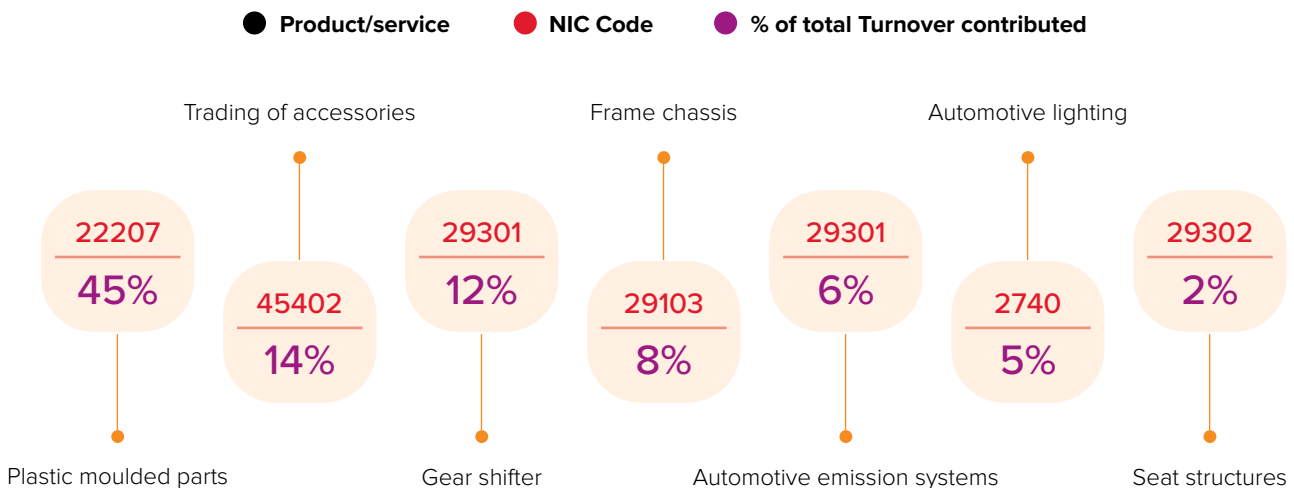 Product/service NIC Code % of total Turnover contributed
Trading of accessories Frame chassis Automotive lighting
22207 29301 29301 29302
45% 12% 6% 2%
45402 29103 2740
14% 8% 5%
Plastic moulded parts Gear shifter Automotive emission systems Seat structures